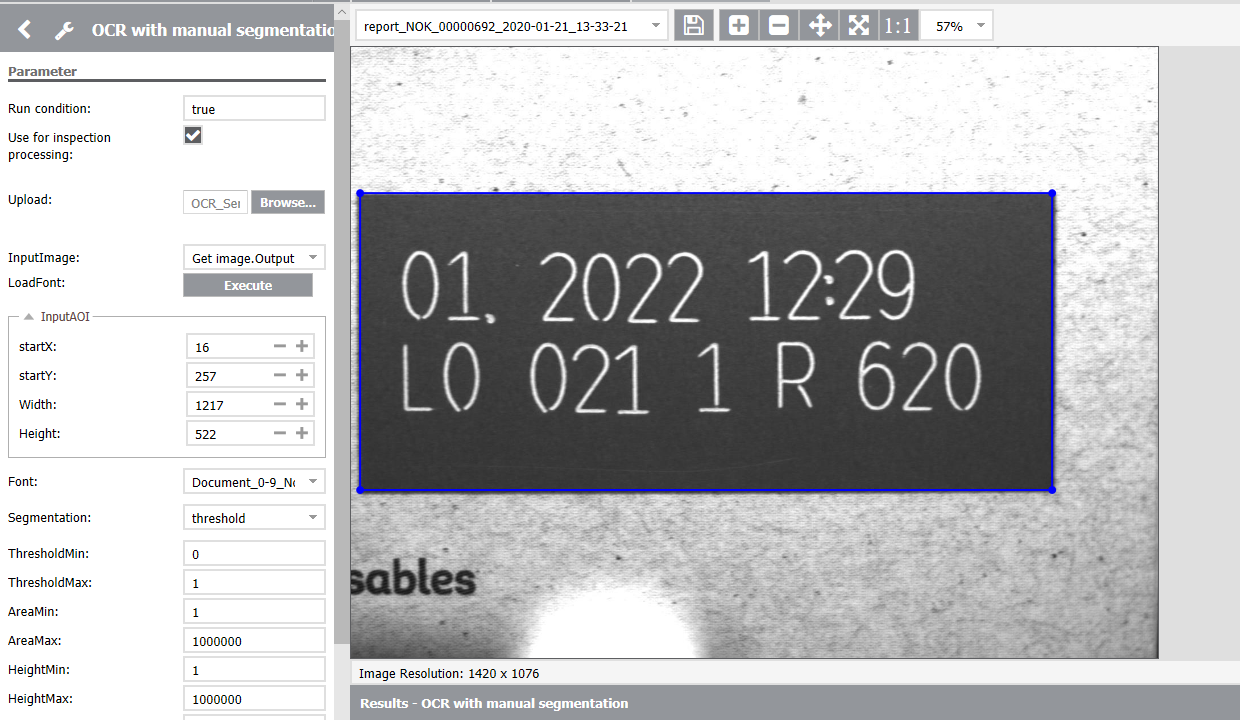 OCR with manual segmentatio
Parameter
Run condition: true
Use for inspection
processing:
Upload: Browse...
InputImage: Get image.Output
LoadFont: Execute
InputAOI
startX: 16
startY: 257
Width: 1217
Height: 522
Font: Document_0-9_No
Segmentation: threshold
ThresholdMin: 0
ThresholdMax: 1
AreaMin: 1
AreaMax: 1000000
HeightMin: 1
HeightMax: 1000000
report_NOK_00000692_2020-01-21_13-33-21
1:1
57%
01. 2022 12:29
L0 021 1 R 620
sables
Image Resolution: 1420 x 1076
Results - OCR with manual segmentation